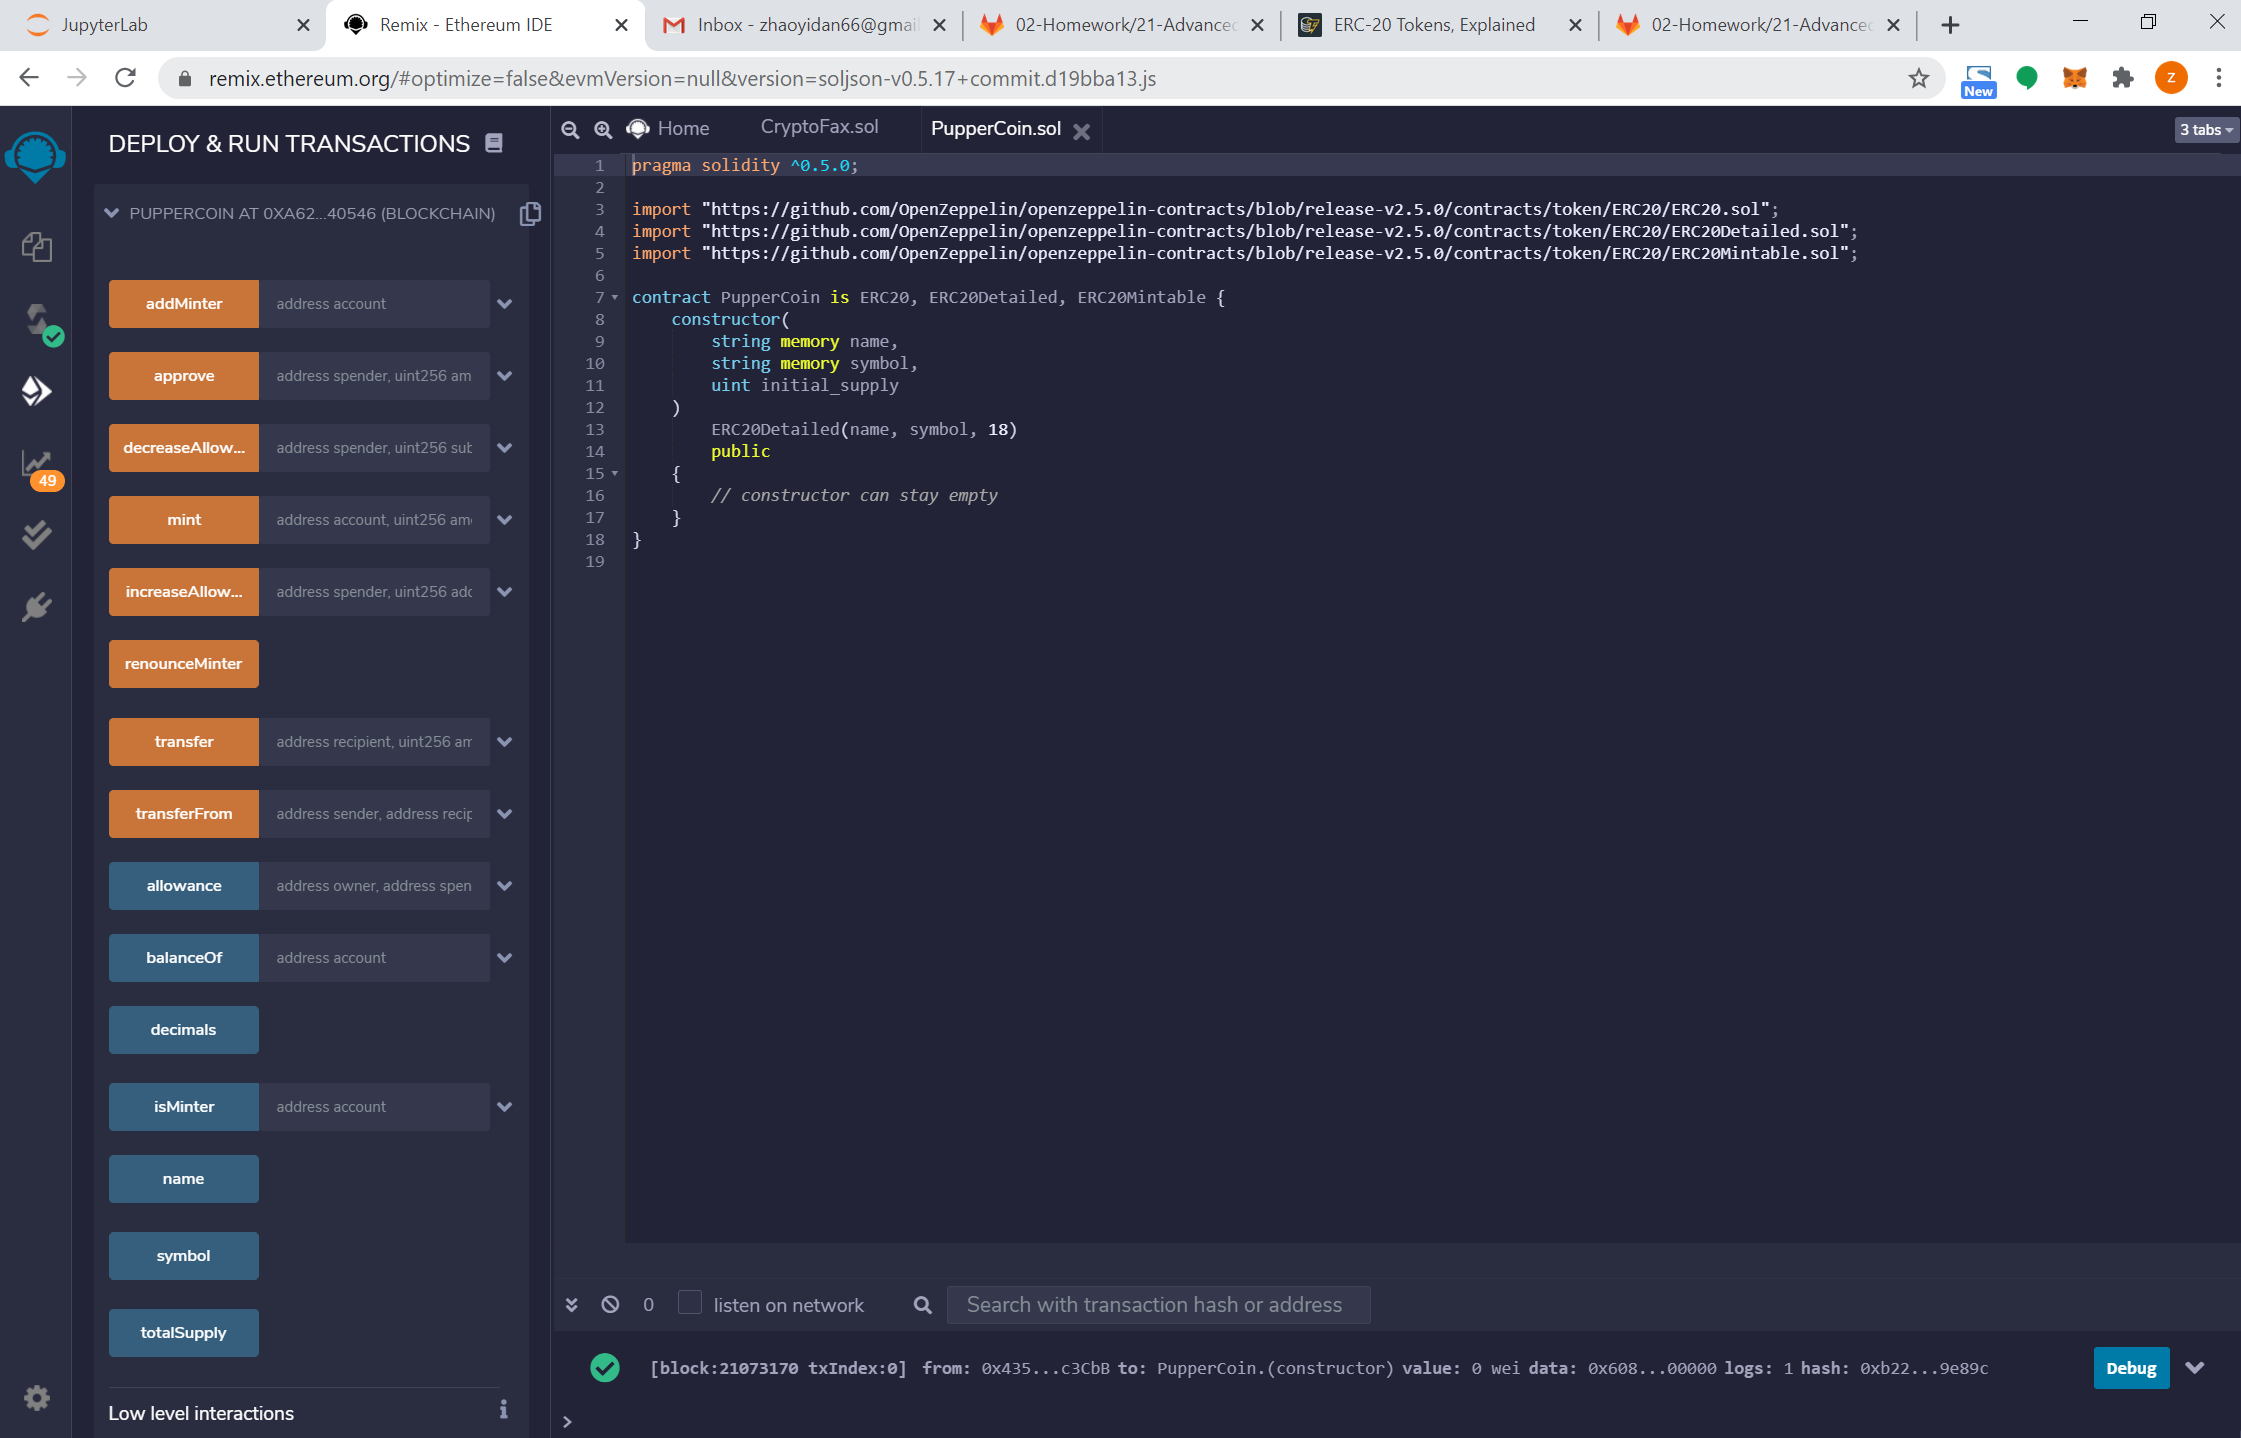 JupyterLab
Remix - Ethereum IDE
Inbox - zhaoyidan66@gmai
02-Homework/21-Advanced
ERC-20 Tokens, Explained
02-Homework/21-Advanced
remix.ethereum.org/#optimize=false&evmVersion=null&version=soljson-v0.5.17+commit.d19bba13.js
New
Z
DEPLOY & RUN TRANSACTIONS
Home
CryptoFax.sol
PupperCoin.sol
3 tabs
PUPPERCOIN AT 0XA62...40546 (BLOCKCHAIN)
addMinter address account
approve address spender, uint256 am
decreaseAllow... address spender, uint256 sub
49
mint address account, uint256 am
increaseAllow... address spender, uint256 add
renounceMinter
transfer address recipient, uint256 am
transferFrom address sender, address recip
allowance address owner, address spen
balanceOf address account
decimals
isMinter address account
name
symbol
totalSupply
Low level interactions
1 pragma solidity ^0.5.0;
2
3 import "https://github.com/OpenZeppelin/openzeppelin-contracts/blob/release-v2.5.0/contracts/token/ERC20/ERC20.sol";
4 import "https://github.com/OpenZeppelin/openzeppelin-contracts/blob/release-v2.5.0/contracts/token/ERC20/ERC20Detailed.sol";
5 import "https://github.com/OpenZeppelin/openzeppelin-contracts/blob/release-v2.5.0/contracts/token/ERC20/ERC20Mintable.sol";
6
7 contract PupperCoin is ERC20, ERC20Detailed, ERC20Mintable {
8 constructor(
9 string memory name,
10 string memory symbol,
11 uint initial_supply
12 )
13 ERC20Detailed(name, symbol, 18)
14 public
15 {
16 // constructor can stay empty
17 }
18 }
19
0 listen on network Search with transaction hash or address
[block:21073170 txIndex:0] from: 0x435...c3CbB to: PupperCoin.(constructor) value: 0 wei data: 0x608...00000 logs: 1 hash: 0xb22...9e89c Debug
>